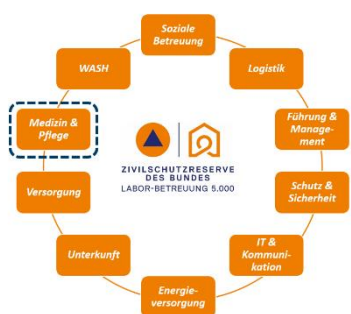 Soziale
Betreuung
WASH
Logistik
Medizin &
Pflege
Führung &
Manage-
ment
ZIVILSCHUTZRESERVE
DES BUNDES
LABOR-BETREUUNG 5.000
Versorgung
Schutz &
Sicherheit
Unterkunft
IT &
Kommuni-
kation
Energie-
versorgung